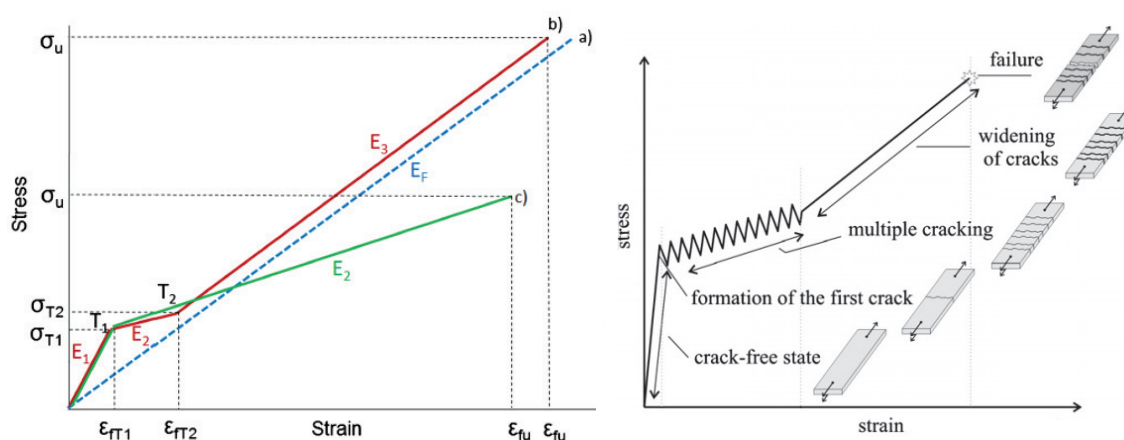 σu
b)
a)
E3
EF
σu
c)
Stress
E2
T2
σT2
T1
σT1
E2
E1
εfT1
εfT2
Strain
εfu
εfu
failure
widening
of cracks
multiple cracking
formation of the first crack
crack-free state
stress
strain